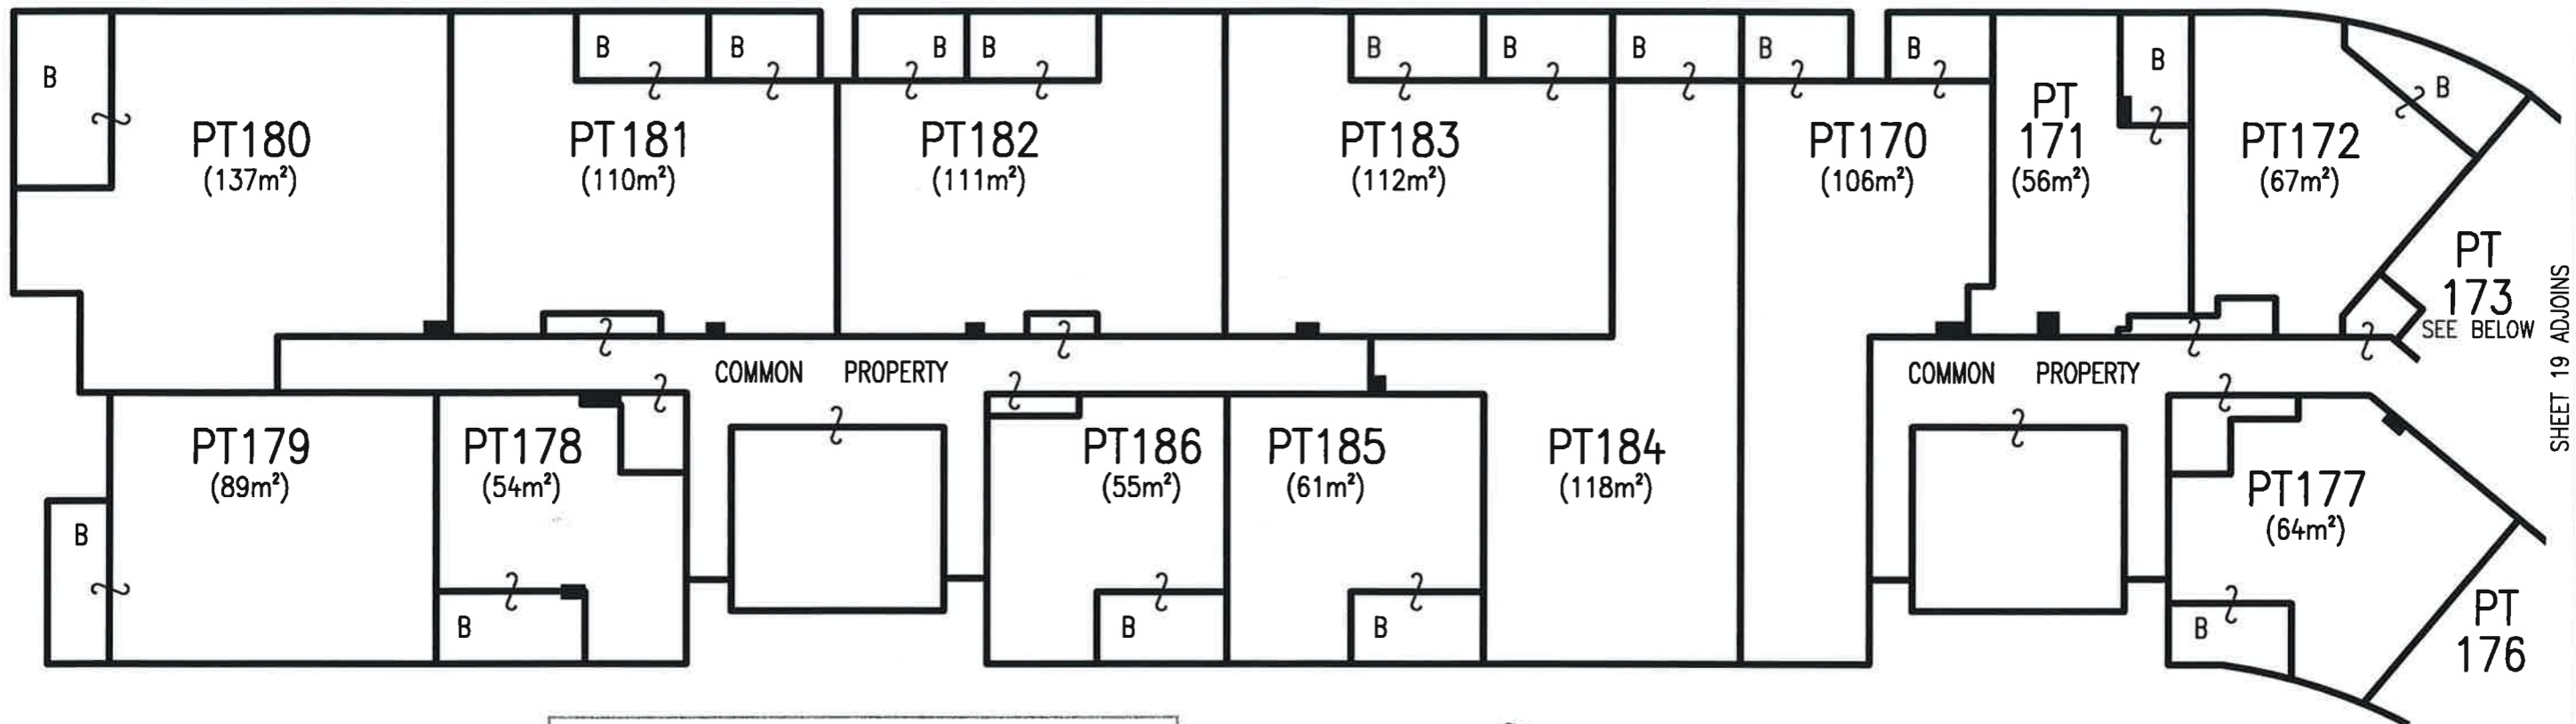 B
B
B
B
B
B
B
B
B
B
B
B
PT180
(137m²)
PT181
(110m²)
PT182
(111m²)
PT183
(112m²)
PT170
(106m²)
PT
171
(56m²)
PT172
(67m²)
PT
173
SEE BELOW
SHEET 19 ADJOINS
COMMON PROPERTY
COMMON PROPERTY
PT179
(89m²)
PT178
(54m²)
PT186
(55m²)
PT185
(61m²)
PT184
(118m²)
PT177
(64m²)
PT
176
B
B
B
B
B